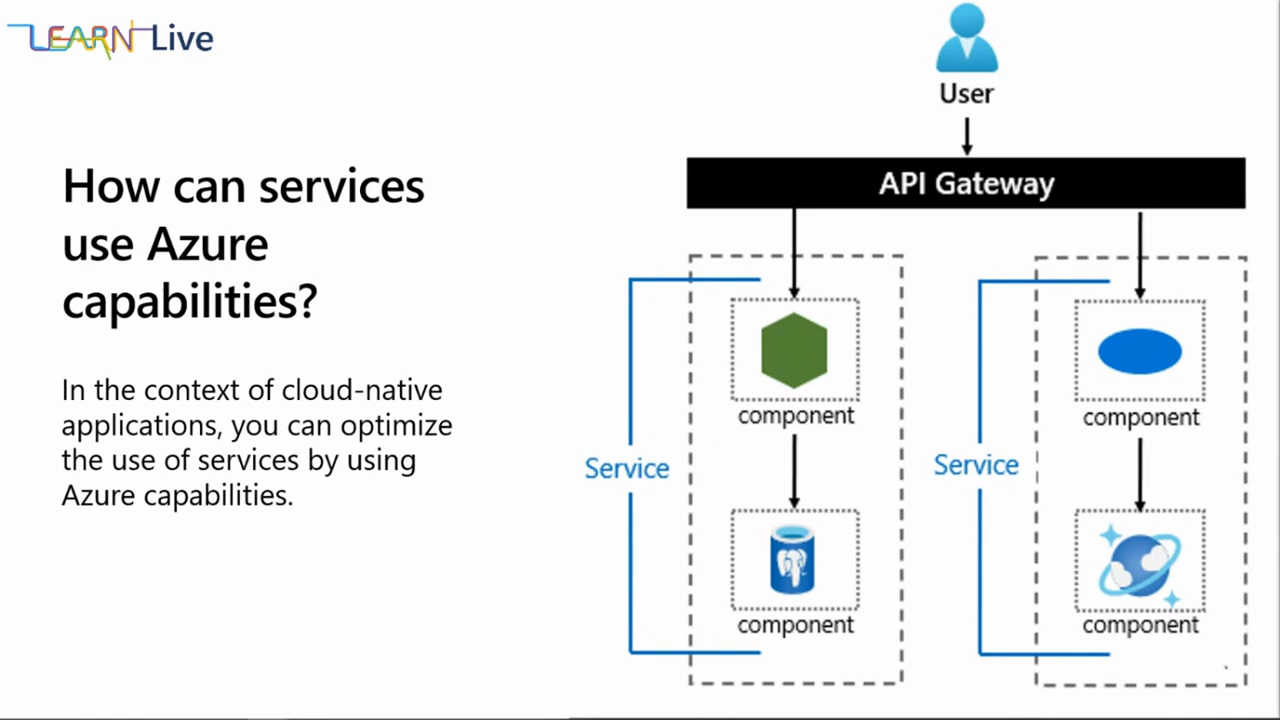 LEARN Live
User
API Gateway
How can services
use Azure
capabilities?
In the context of cloud-native
applications, you can optimize
the use of services by using
Azure capabilities.
component
component
Service
Service
component
component